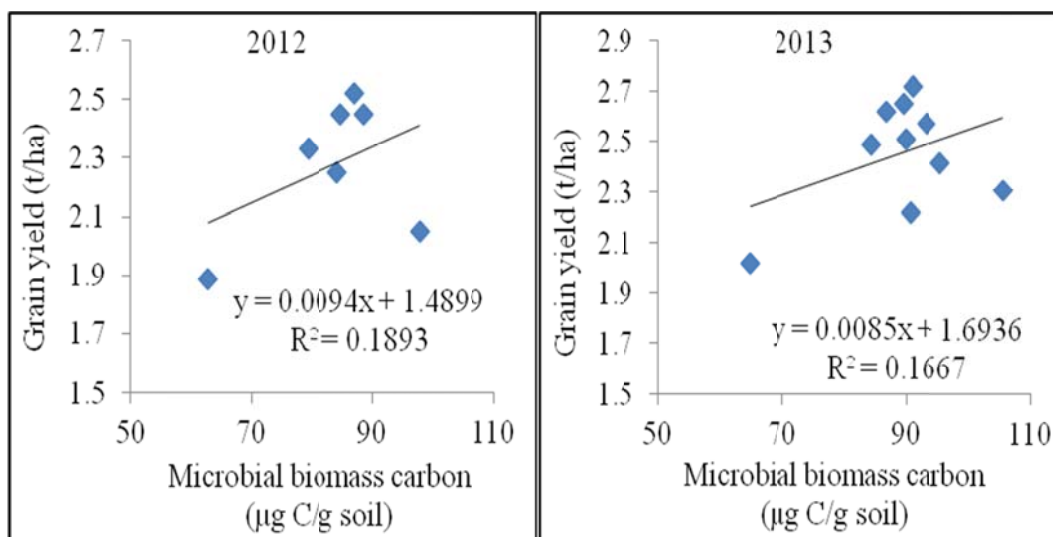 2012
2.7
2.5
2.3
2.1
1.9
1.7
1.5
50 70 90 110
Grain yield (t/ha)
y = 0.0094x + 1.4899
R² = 0.1893
Microbial biomass carbon
(µg C/g soil)
2013
2.9
2.7
2.5
2.3
2.1
1.9
1.7
1.5
50 70 90 110
Grain yield (t/ha)
y = 0.0085x + 1.6936
R² = 0.1667
Microbial biomass carbon
(µg C/g soil)